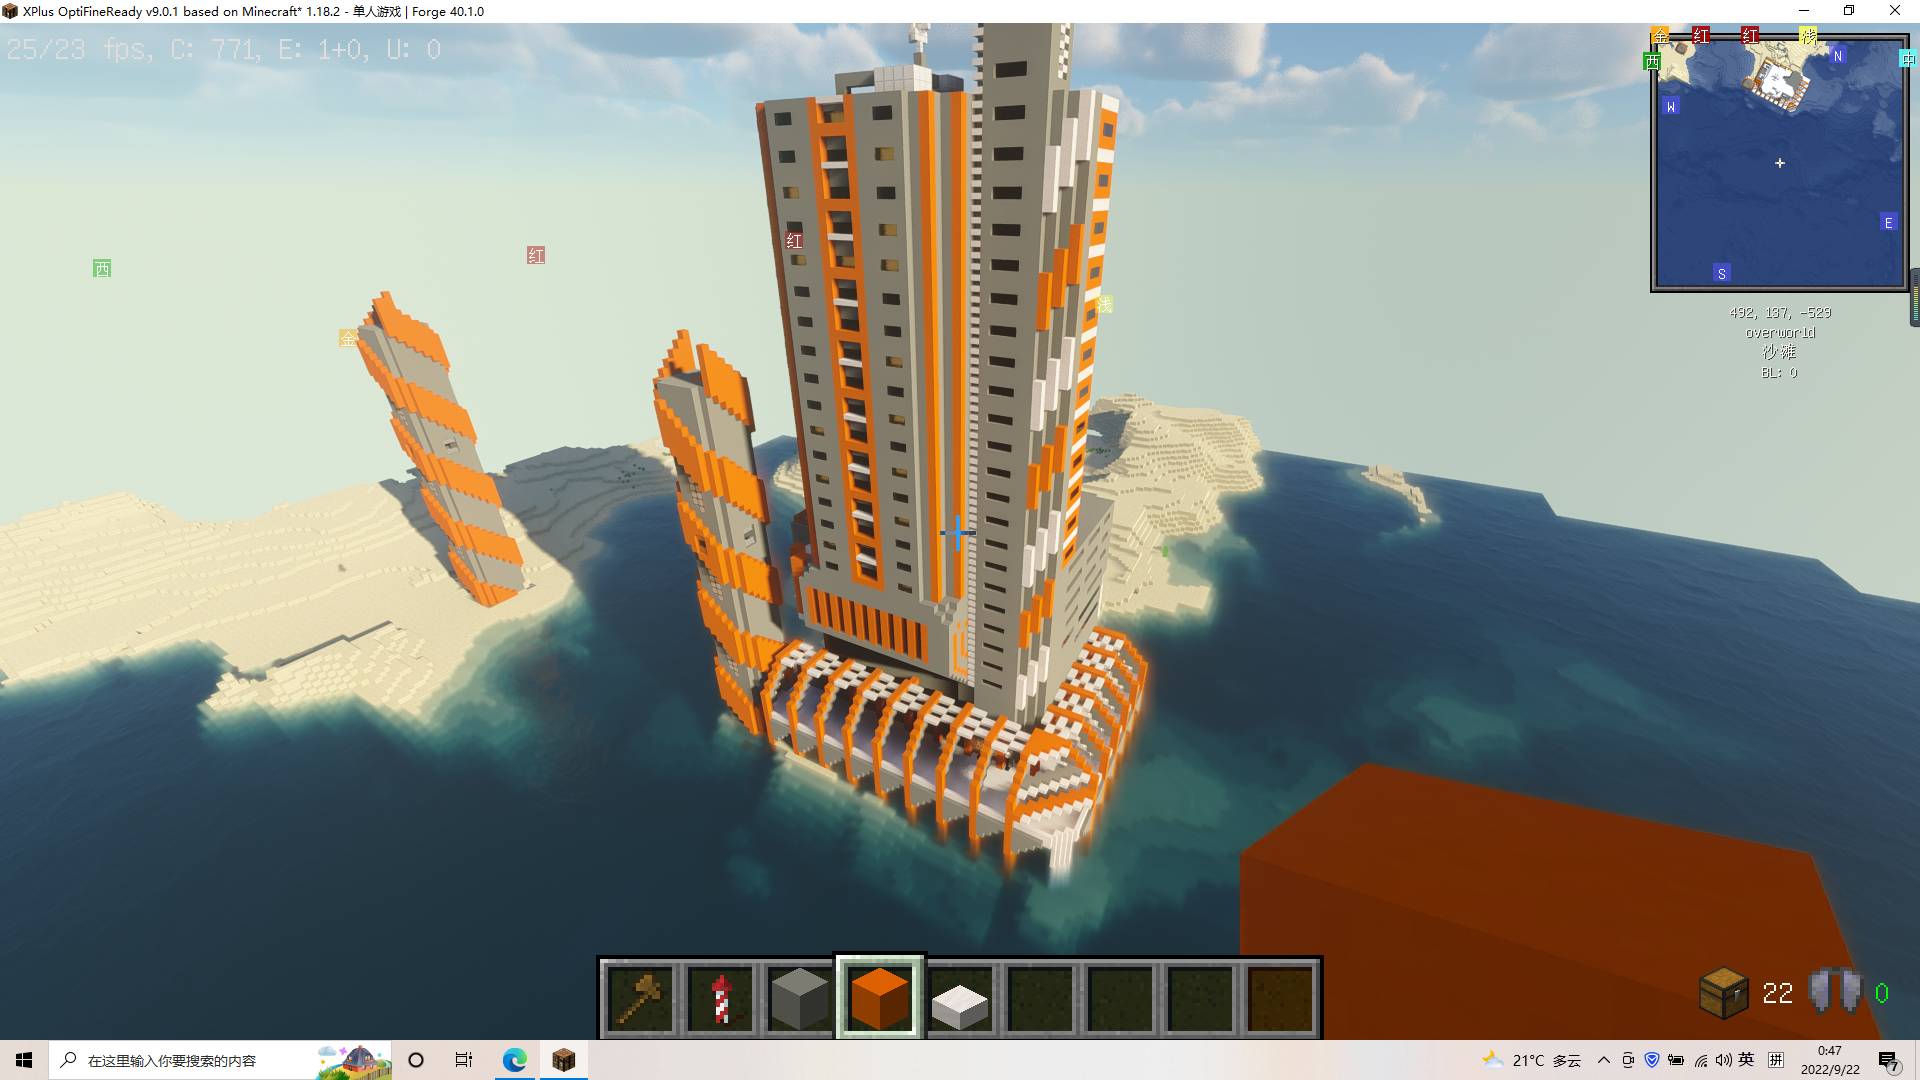 XPlus OptiFineReady v9.0.1 based on Minecraft* 1.18.2 - 单人游戏 | Forge 40.1.0
25/23 fps, C: 771, E: 1+0, U: 0
金 红 红 浅
西 N 中
W
E
S
492, 137, -529
overworld
沙滩
BL: 0
红
红
西
浅
金
22
0
在这里输入你要搜索的内容
21°C 多云
英
拼
0:47
2022/9/22
7